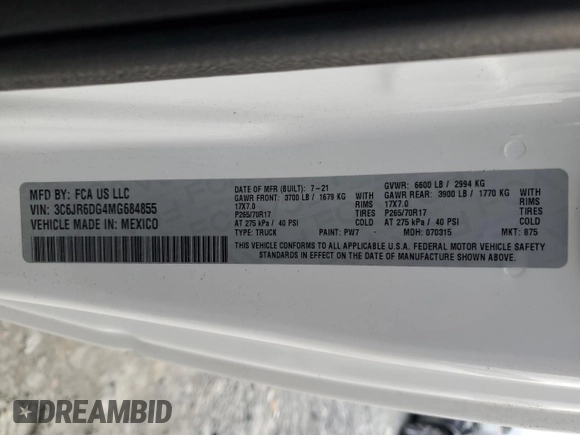 MFD BY: FCA US LLC
VIN: 3C6JR6DG4MG684855
VEHICLE MADE IN: MEXICO
DATE OF MFR (BUILT): 7-21
GAWR FRONT: 3700 LB / 1679 KG WITH
17X7.0 RIMS
P265/70R17 TIRES
AT 275 kPa / 40 PSI COLD
TYPE: TRUCK PAINT: PW7
GVWR: 6600 LB / 2994 KG
GAWR REAR: 3900 LB / 1770 KG WITH
17X7.0 RIMS
P265/70R17 TIRES
AT 275 kPa / 40 PSI COLD
MDH: 070315 MKT: 875
THIS VEHICLE CONFORMS TO ALL APPLICABLE U.S.A. FEDERAL MOTOR VEHICLE SAFETY
STANDARDS IN EFFECT ON THE DATE OF MANUFACTURE SHOWN ABOVE.
DREAMBID